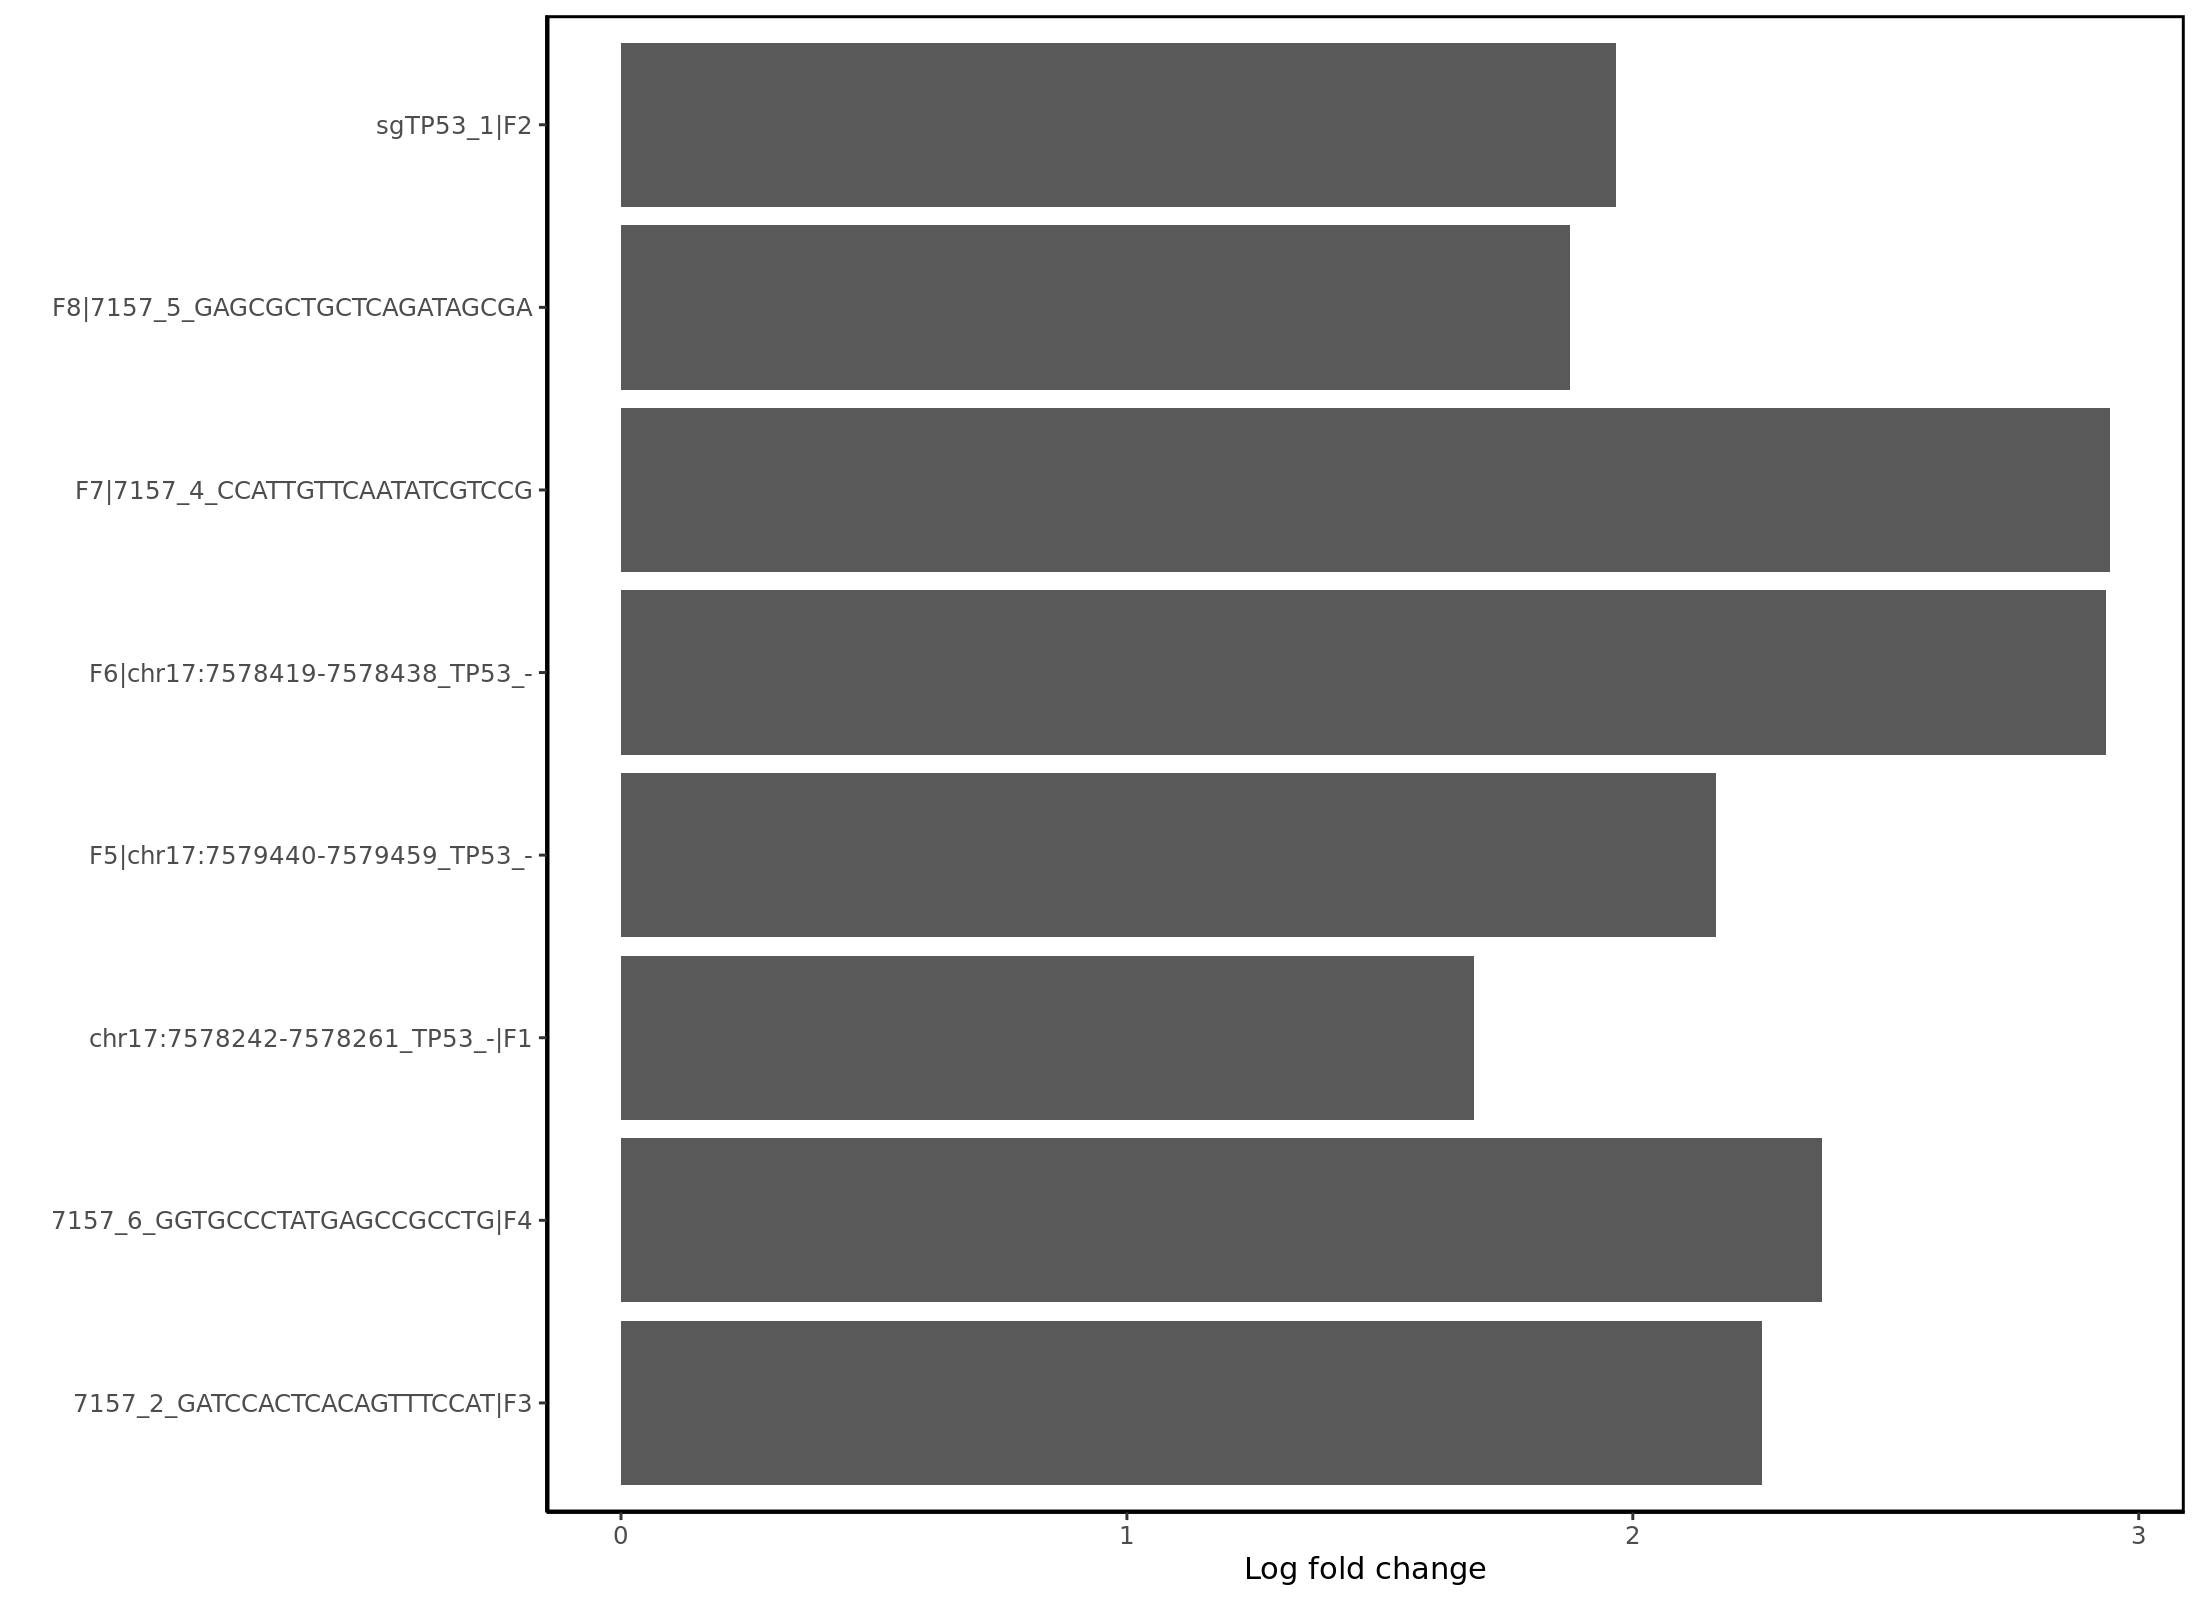 sgTP53_1|F2
F8|7157_5_GAGCGCTGCTCAGATAGCGA
F7|7157_4_CCATTGTTCAATATCGTCCG
F6|chr17:7578419-7578438_TP53_-
F5|chr17:7579440-7579459_TP53_-
chr17:7578242-7578261_TP53_-|F1
7157_6_GGTGCCCTATGAGCCGCCTG|F4
7157_2_GATCCACTCACAGTTTCCAT|F3
0 1 2 3
Log fold change